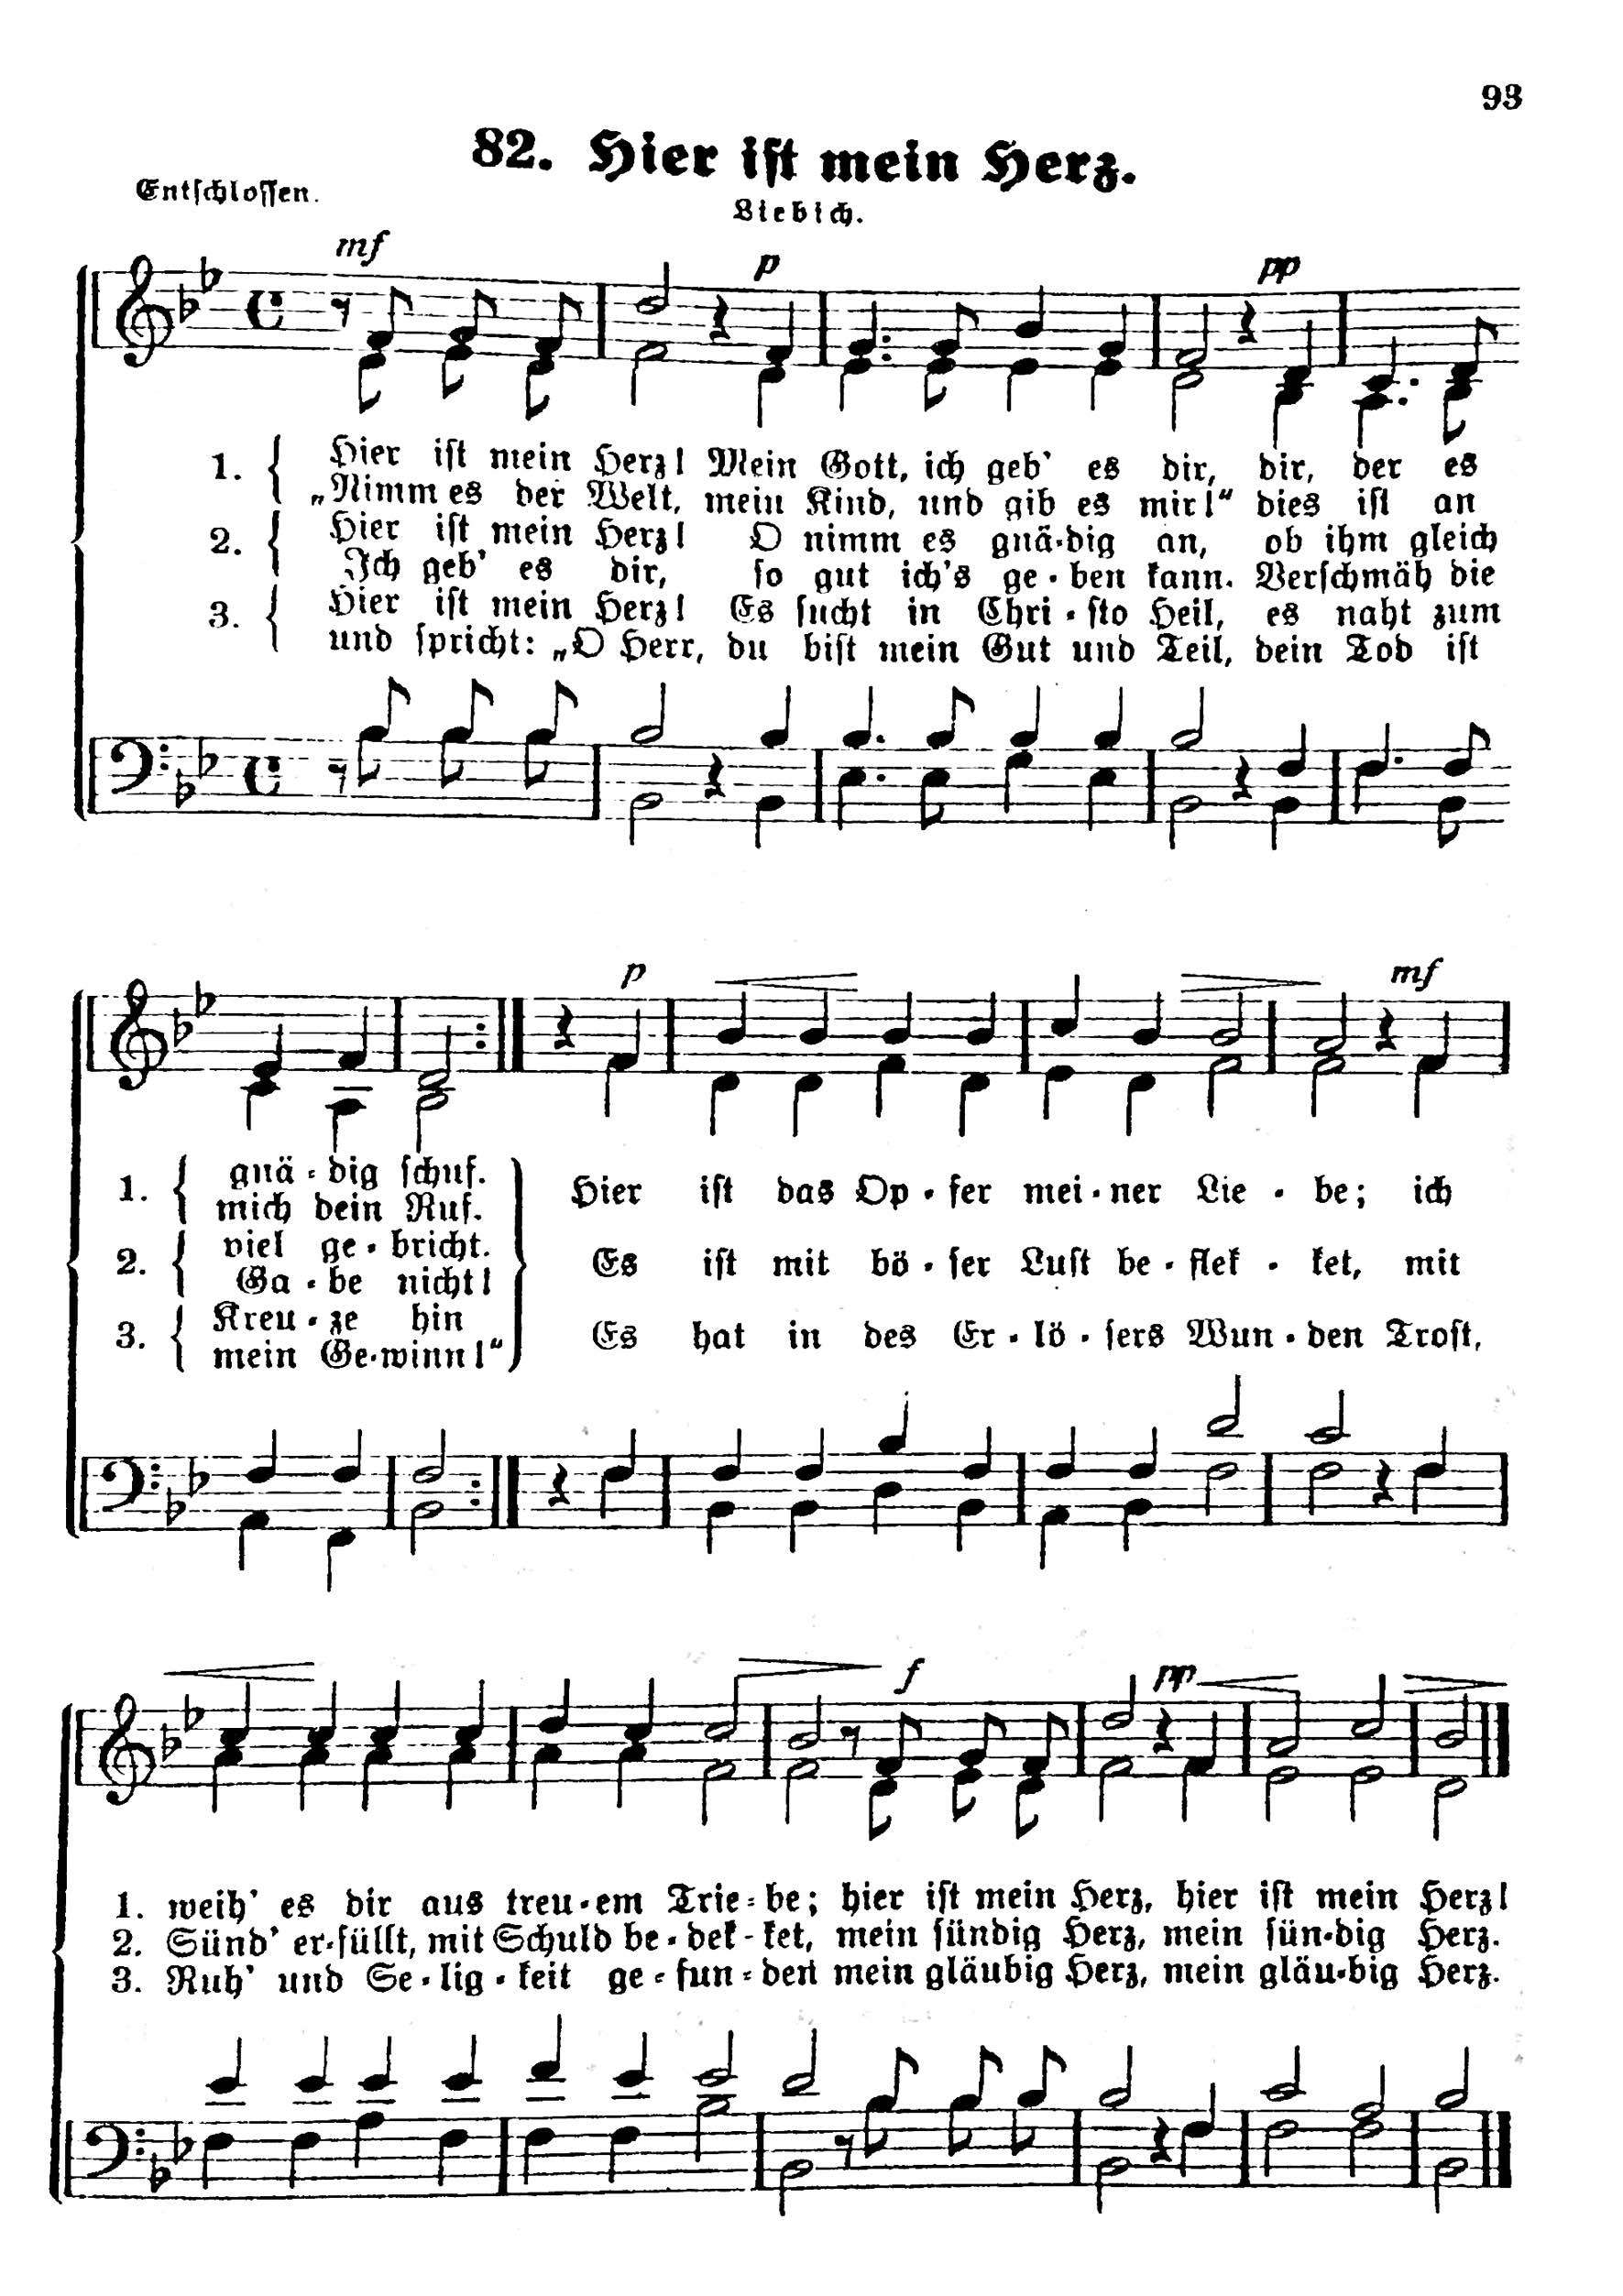 93
82. Hier ist mein Herz.
Entschlossen.
Liebich.
mf p pp
1. Hier ist mein Herz! Mein Gott, ich geb' es dir, dir, der es
„Nimm es der Welt, mein Kind, und gib es mir!“ dies ist an
2. Hier ist mein Herz! O nimm es gnä-dig an, ob ihm gleich
Ich geb' es dir, so gut ich's ge-ben kann. Verschmäh die
3. Hier ist mein Herz! Es sucht in Chri-sto Heil, es naht zum
und spricht: „O Herr, du bist mein Gut und Teil, dein Tod ist
p mf
1. gnä-dig schuf. Hier ist das Op-fer mei-ner Lie-be; ich
mich dein Ruf.
2. viel ge-bricht. Es ist mit bö-ser Lust be-flek-ket, mit
Ga-be nicht!
3. Kreu-ze hin Es hat in des Er-lö-sers Wun-den Trost,
mein Ge-winn!“
f pp
1. weih' es dir aus treu-em Trie-be; hier ist mein Herz, hier ist mein Herz!
2. Sünd' er-füllt, mit Schuld be-dek-ket, mein sündig Herz, mein sün-dig Herz.
3. Ruh' und Se-lig-keit ge-fun-den mein gläubig Herz, mein gläu-big Herz.